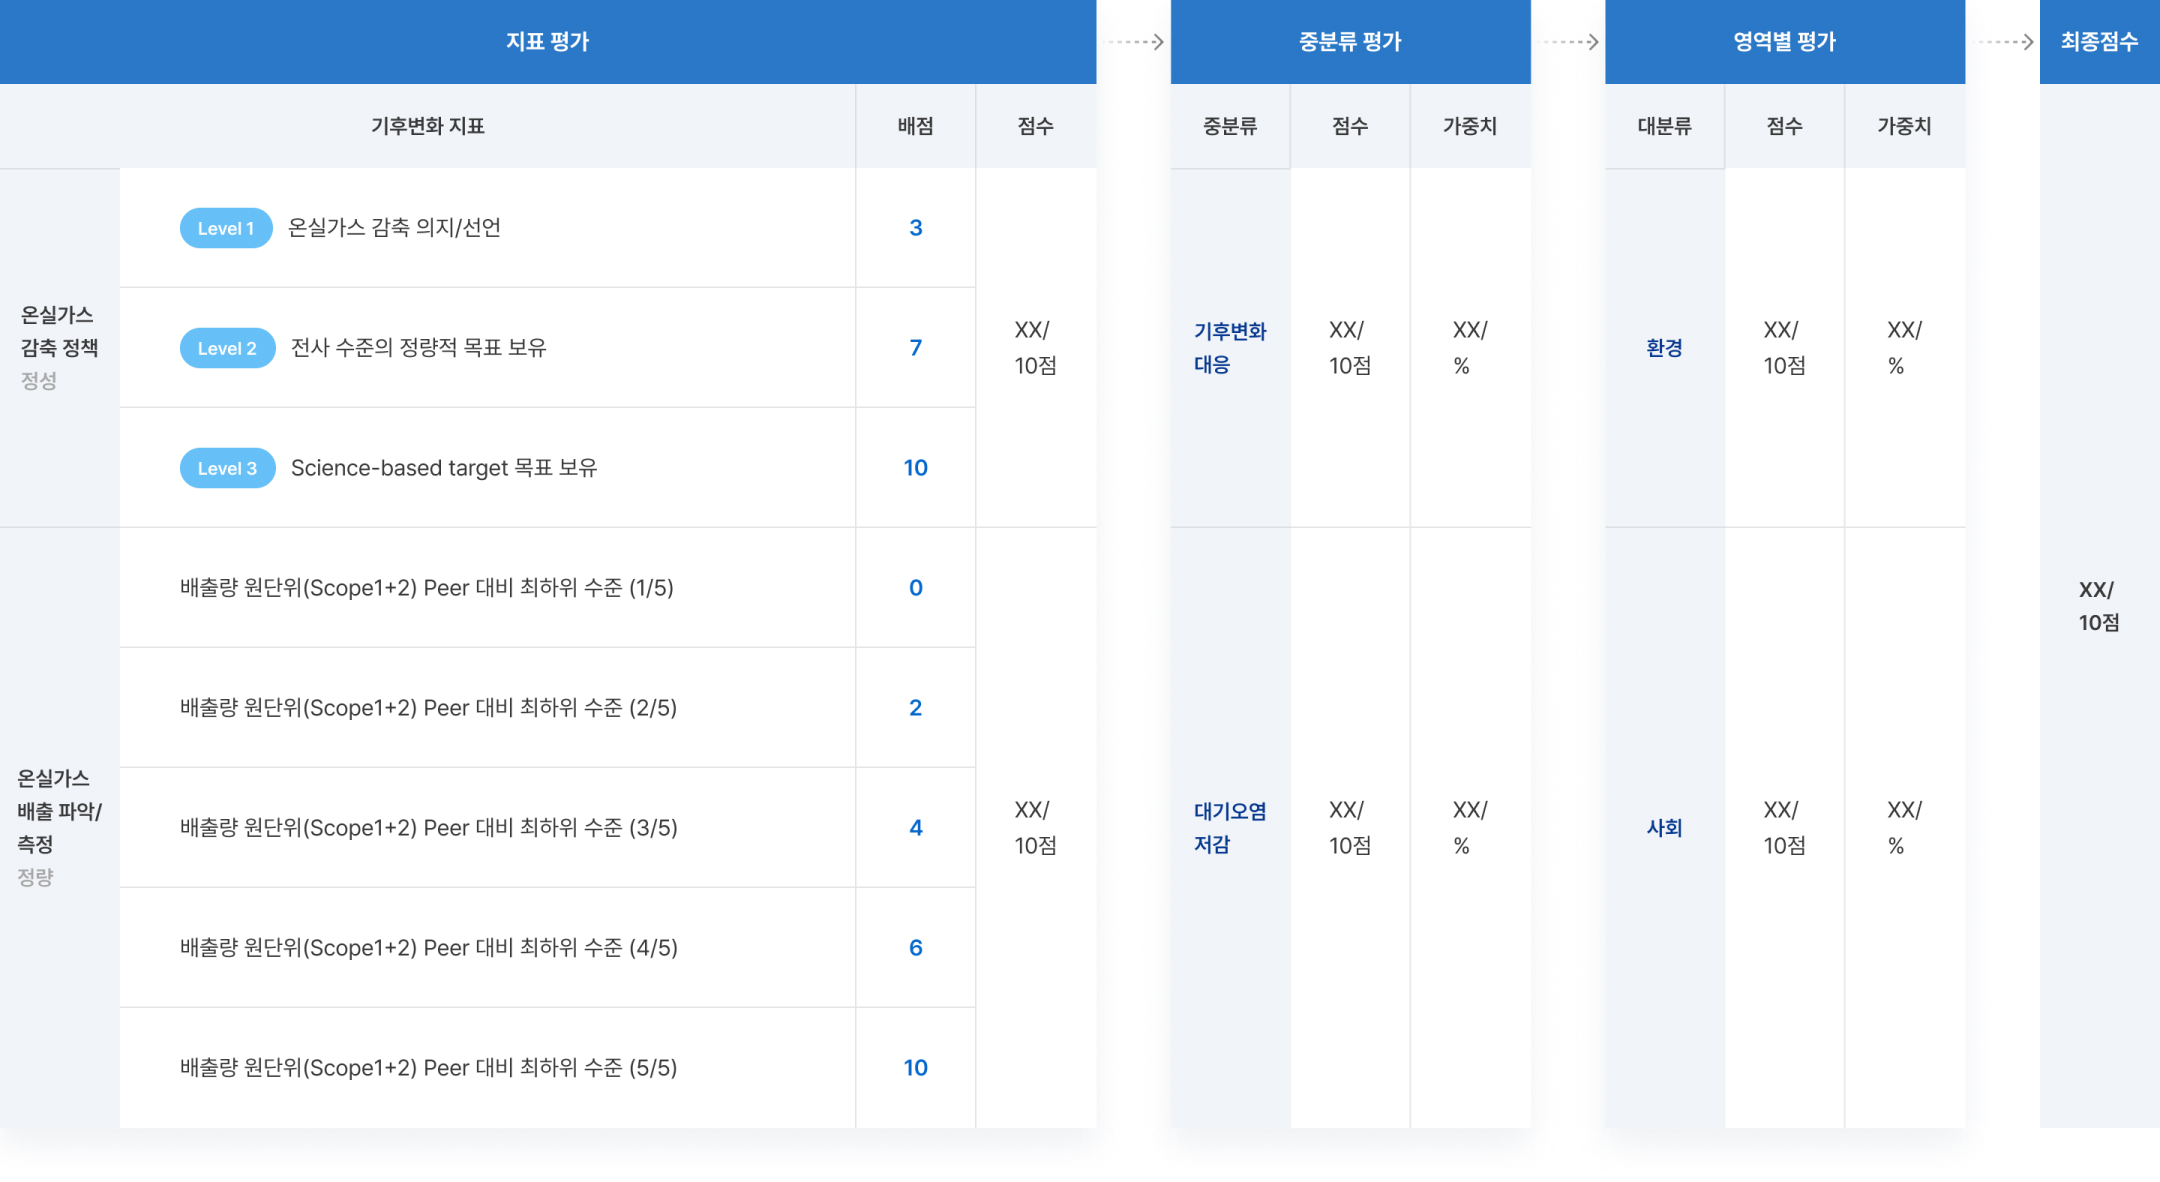 지표 평가
중분류 평가
영역별 평가
최종점수
기후변화 지표
배점
점수
중분류
점수
가중치
대분류
점수
가중치
온실가스
감축 정책
정성
Level 1 온실가스 감축 의지/선언
3
Level 2 전사 수준의 정량적 목표 보유
7
Level 3 Science-based target 목표 보유
10
XX/
10점
기후변화
대응
XX/
10점
XX/
%
환경
XX/
10점
XX/
%
XX/
10점
온실가스
배출 파악/
측정
정량
배출량 원단위(Scope1+2) Peer 대비 최하위 수준 (1/5)
0
배출량 원단위(Scope1+2) Peer 대비 최하위 수준 (2/5)
2
배출량 원단위(Scope1+2) Peer 대비 최하위 수준 (3/5)
4
배출량 원단위(Scope1+2) Peer 대비 최하위 수준 (4/5)
6
배출량 원단위(Scope1+2) Peer 대비 최하위 수준 (5/5)
10
XX/
10점
대기오염
저감
XX/
10점
XX/
%
사회
XX/
10점
XX/
%